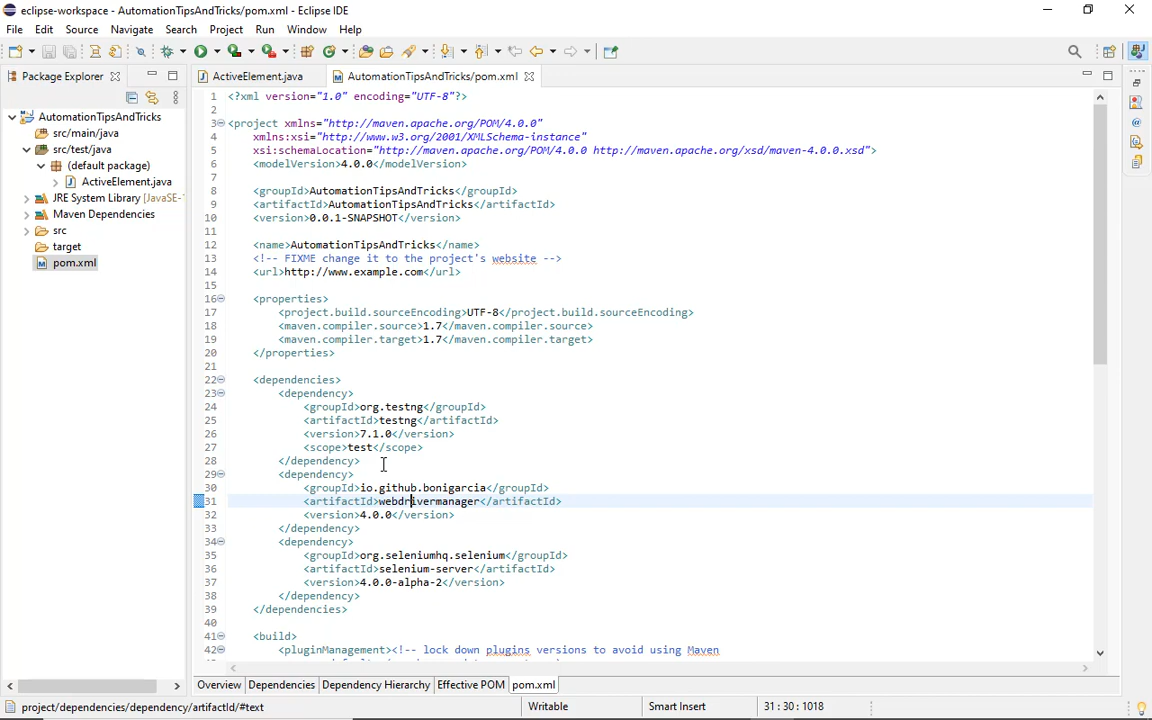 eclipse-workspace - AutomationTipsAndTricks/pom.xml - Eclipse IDE
File Edit Source Navigate Search Project Run Window Help
Package Explorer
ActiveElement.java
AutomationTipsAndTricks/pom.xml
AutomationTipsAndTricks
src/main/java
src/test/java
(default package)
ActiveElement.java
JRE System Library [JavaSE-
Maven Dependencies
src
target
pom.xml
1 <?xml version="1.0" encoding="UTF-8"?>
2
3 <project xmlns="http://maven.apache.org/POM/4.0.0"
4 xmlns:xsi="http://www.w3.org/2001/XMLSchema-instance"
5 xsi:schemaLocation="http://maven.apache.org/POM/4.0.0 http://maven.apache.org/xsd/maven-4.0.0.xsd">
6 <modelVersion>4.0.0</modelVersion>
7
8 <groupId>AutomationTipsAndTricks</groupId>
9 <artifactId>AutomationTipsAndTricks</artifactId>
10 <version>0.0.1-SNAPSHOT</version>
11
12 <name>AutomationTipsAndTricks</name>
13 <!-- FIXME change it to the project's website -->
14 <url>http://www.example.com</url>
15
16 <properties>
17 <project.build.sourceEncoding>UTF-8</project.build.sourceEncoding>
18 <maven.compiler.source>1.7</maven.compiler.source>
19 <maven.compiler.target>1.7</maven.compiler.target>
20 </properties>
21
22 <dependencies>
23 <dependency>
24 <groupId>org.testng</groupId>
25 <artifactId>testng</artifactId>
26 <version>7.1.0</version>
27 <scope>test</scope>
28 </dependency>
29 <dependency>
30 <groupId>io.github.bonigarcia</groupId>
31 <artifactId>webdrivermanager</artifactId>
32 <version>4.0.0</version>
33 </dependency>
34 <dependency>
35 <groupId>org.seleniumhq.selenium</groupId>
36 <artifactId>selenium-server</artifactId>
37 <version>4.0.0-alpha-2</version>
38 </dependency>
39 </dependencies>
40
41 <build>
42 <pluginManagement><!-- lock down plugins versions to avoid using Maven
Overview Dependencies Dependency Hierarchy Effective POM pom.xml
project/dependencies/dependency/artifactId/#text
Writable
Smart Insert
31 : 30 : 1018